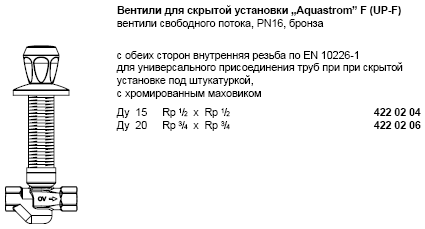 Вентили для скрытой установки „Aquastrom” F (UP-F)
вентили свободного потока, PN16, бронза
с обеих сторон внутренняя резьба по EN 10226-1
для универсального присоединения труб при при скрытой
установке под штукатуркой,
с хромированным маховиком
Ду 15 Rp ½ x Rp ½ 422 02 04
Ду 20 Rp ¾ x Rp ¾ 422 02 06
OV